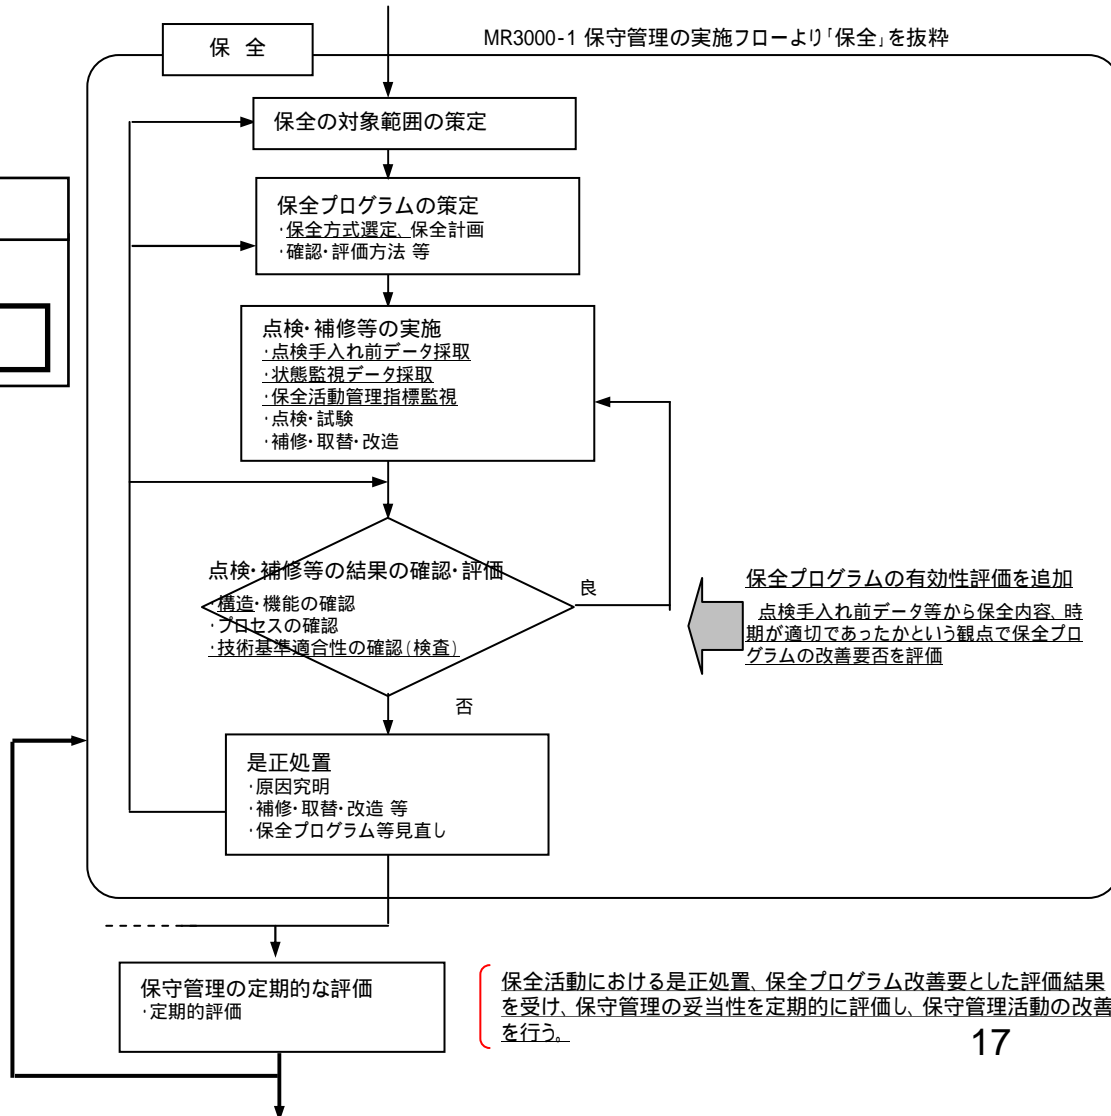 保 全
MR3000-1 保守管理の実施フローより「保全」を抜粋
保全の対象範囲の策定
保全プログラムの策定
・保全方式選定、保全計画
・確認・評価方法 等
点検・補修等の実施
・点検手入れ前データ採取
・状態監視データ採取
・保全活動管理指標監視
・点検・試験
・補修・取替・改造
点検・補修等の結果の確認・評価
・構造・機能の確認
・プロセスの確認
・技術基準適合性の確認(検査)
良
保全プログラムの有効性評価を追加
点検手入れ前データ等から保全内容、時
期が適切であったかという観点で保全プロ
グラムの改善要否を評価
否
是正処置
・原因究明
・補修・取替・改造 等
・保全プログラム等見直し
保守管理の定期的な評価
・定期的評価
保全活動における是正処置、保全プログラム改善要とした評価結果
を受け、保守管理の妥当性を定期的に評価し、保守管理活動の改善
を行う。
17